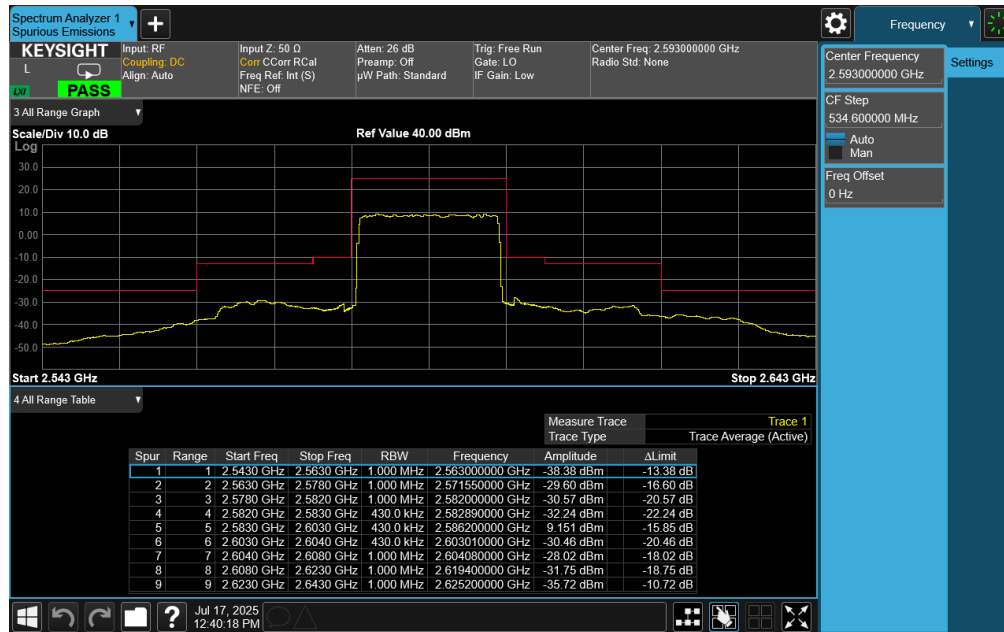 Spectrum Analyzer 1
Spurious Emissions
Frequency
KEYSIGHT
L
LXI
PASS
Input: RF
Coupling: DC
Align: Auto
Input Z: 50 Ω
Corr CCorr RCal
Freq Ref: Int (S)
NFE: Off
Atten: 26 dB
Preamp: Off
µW Path: Standard
Trig: Free Run
Gate: LO
IF Gain: Low
Center Freq: 2.593000000 GHz
Radio Std: None
Center Frequency
2.593000000 GHz
Settings
CF Step
534.600000 MHz
Auto
Man
Freq Offset
0 Hz
3 All Range Graph
Scale/Div 10.0 dB
Ref Value 40.00 dBm
Log
30.0
20.0
10.0
0.00
-10.0
-20.0
-30.0
-40.0
-50.0
Start 2.543 GHz
Stop 2.643 GHz
4 All Range Table
Measure Trace Trace 1
Trace Type Trace Average (Active)
Spur Range Start Freq Stop Freq RBW Frequency Amplitude ΔLimit
1 1 2.5430 GHz 2.5630 GHz 1.000 MHz 2.563000000 GHz -38.38 dBm -13.38 dB
2 2 2.5630 GHz 2.5780 GHz 1.000 MHz 2.571550000 GHz -29.60 dBm -16.60 dB
3 3 2.5780 GHz 2.5820 GHz 1.000 MHz 2.582000000 GHz -30.57 dBm -20.57 dB
4 4 2.5820 GHz 2.5830 GHz 430.0 kHz 2.582890000 GHz -32.24 dBm -22.24 dB
5 5 2.5830 GHz 2.6030 GHz 430.0 kHz 2.586200000 GHz 9.151 dBm -15.85 dB
6 6 2.6030 GHz 2.6040 GHz 430.0 kHz 2.603010000 GHz -30.46 dBm -20.46 dB
7 7 2.6040 GHz 2.6080 GHz 1.000 MHz 2.604080000 GHz -28.02 dBm -18.02 dB
8 8 2.6080 GHz 2.6230 GHz 1.000 MHz 2.619400000 GHz -31.75 dBm -18.75 dB
9 9 2.6230 GHz 2.6430 GHz 1.000 MHz 2.625200000 GHz -35.72 dBm -10.72 dB
Jul 17, 2025
12:40:18 PM